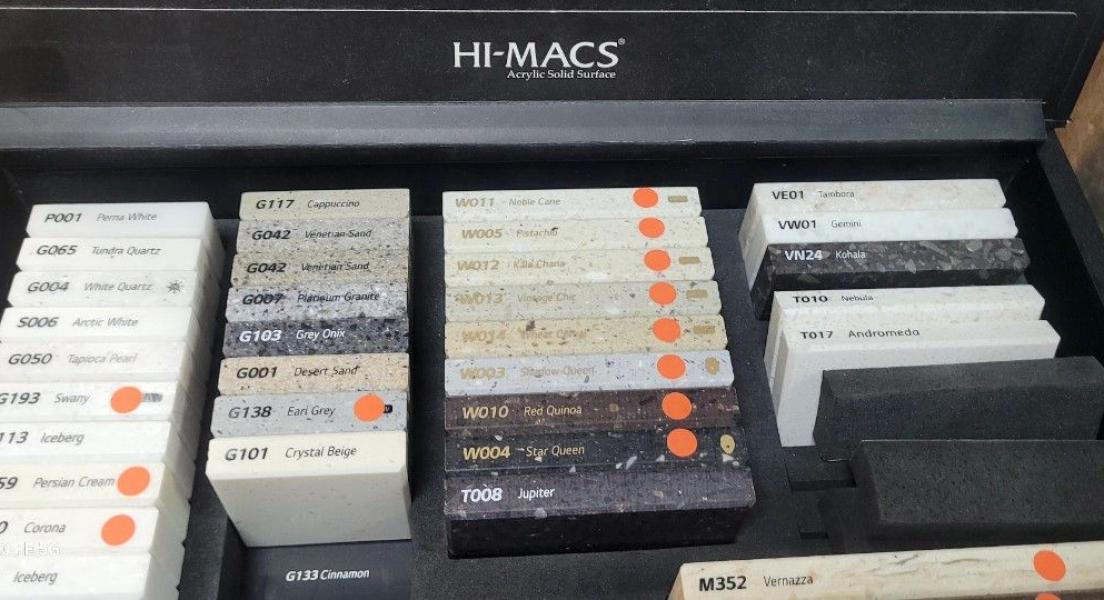 HI-MACS®
Acrylic Solid Surface
P001 Perna White
G065 Tundra Quartz
G004 White Quartz
S006 Arctic White
G050 Tapioca Pearl
G193 Swany
113 Iceberg
59 Persian Cream
0 Corona
Iceberg
G117 Cappuccino
G042 Venetian Sand
G042 Venetian Sand
G007 Platinum Granite
G103 Grey Onix
G001 Desert Sand
G138 Earl Grey
G101 Crystal Beige
G133 Cinnamon
W011 Noble Cane
W005 Pistachio
W012 Kala Chana
W013 Vintage Chic
W014
W003 Shadow Queen
W010 Red Quinoa
W004 Star Queen
T008 Jupiter
VE01 Tambora
VW01 Gemini
VN24 Kohala
T010 Nebula
T017 Andromeda
M352 Vernazza